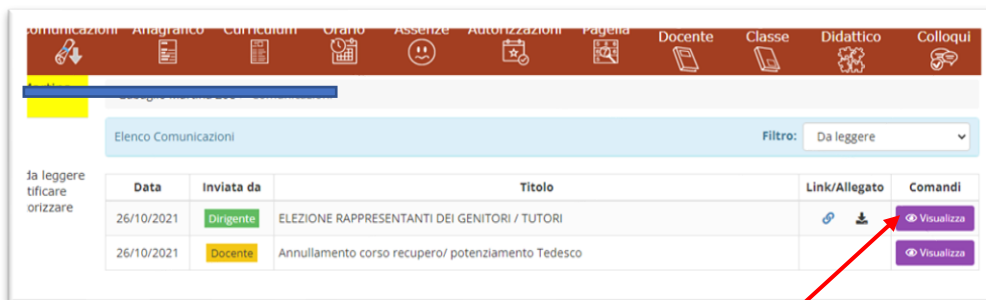 Comunicazioni Anagrafico Curriculum Orario Assenze Autorizzazioni Pagella Docente Classe Didattico Colloqui
Elenco Comunicazioni Filtro: Da leggere
da leggere
tificare
orizzare
Data Inviata da Titolo Link/Allegato Comandi
26/10/2021 Dirigente ELEZIONE RAPPRESENTANTI DEI GENITORI / TUTORI Visualizza
26/10/2021 Docente Annullamento corso recupero/ potenziamento Tedesco Visualizza